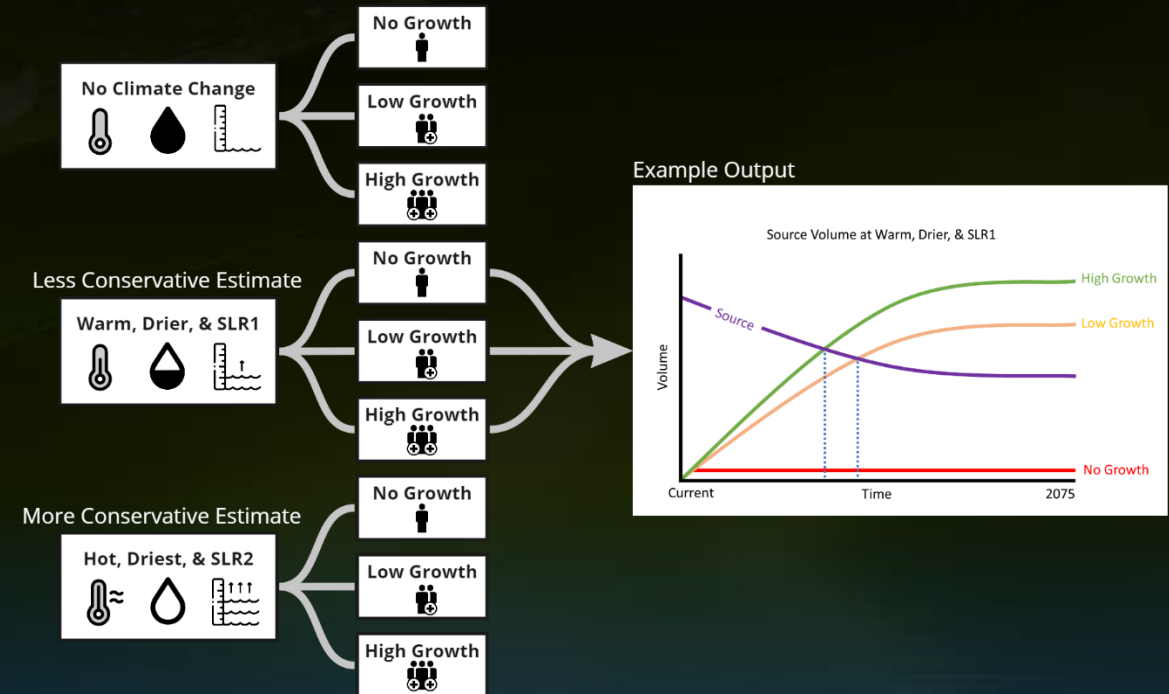 No Climate Change
No Growth
Low Growth
High Growth
Less Conservative Estimate
Warm, Drier, & SLR1
No Growth
Low Growth
High Growth
More Conservative Estimate
Hot, Driest, & SLR2
No Growth
Low Growth
High Growth
Example Output
Source Volume at Warm, Drier, & SLR1
High Growth
Source
Low Growth
Volume
No Growth
Current
Time
2075